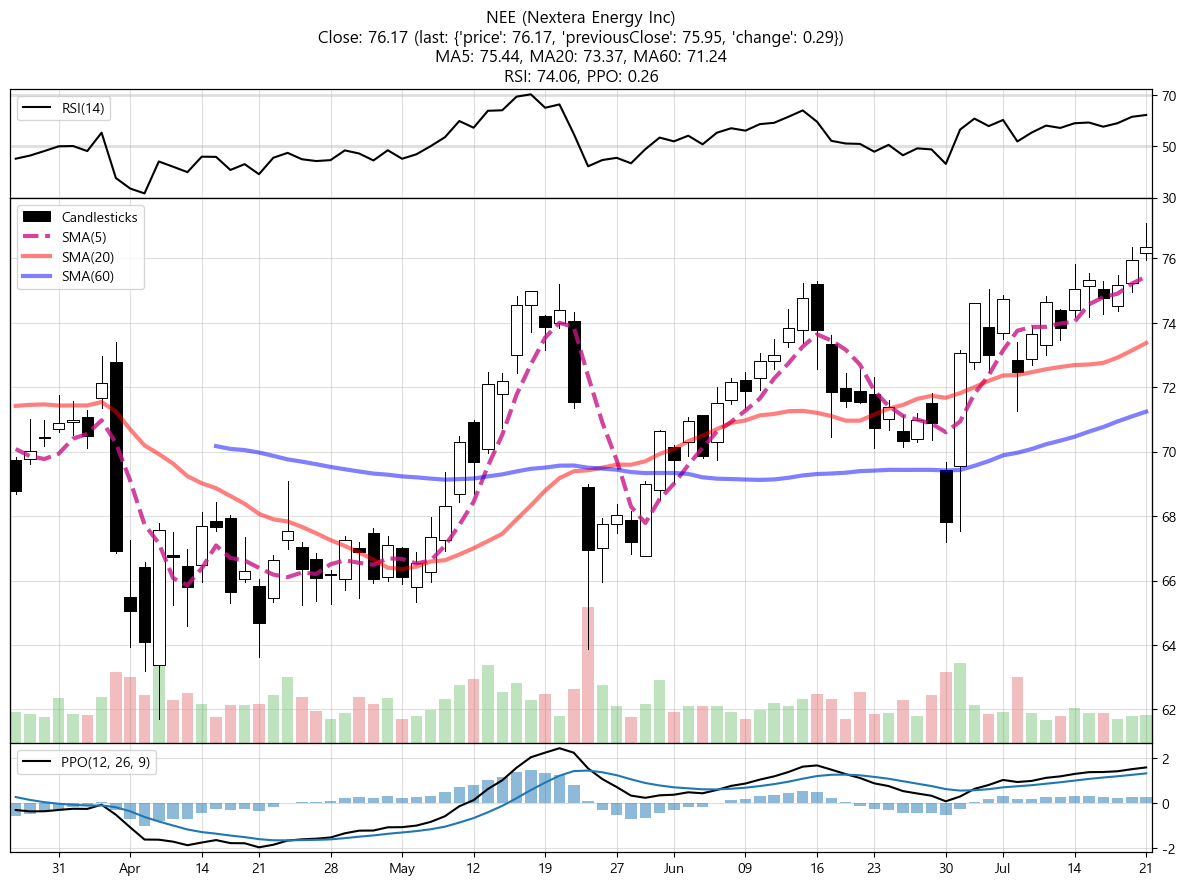 NEE (Nextera Energy Inc)
Close: 76.17 (last: {'price': 76.17, 'previousClose': 75.95, 'change': 0.29})
MA5: 75.44, MA20: 73.37, MA60: 71.24
RSI: 74.06, PPO: 0.26
RSI(14)
70
50
30
Candlesticks
SMA(5)
SMA(20)
SMA(60)
76
74
72
70
68
66
64
62
PPO(12, 26, 9)
2
0
-2
31 Apr 14 21 28 May 12 19 27 Jun 09 16 23 30 Jul 14 21